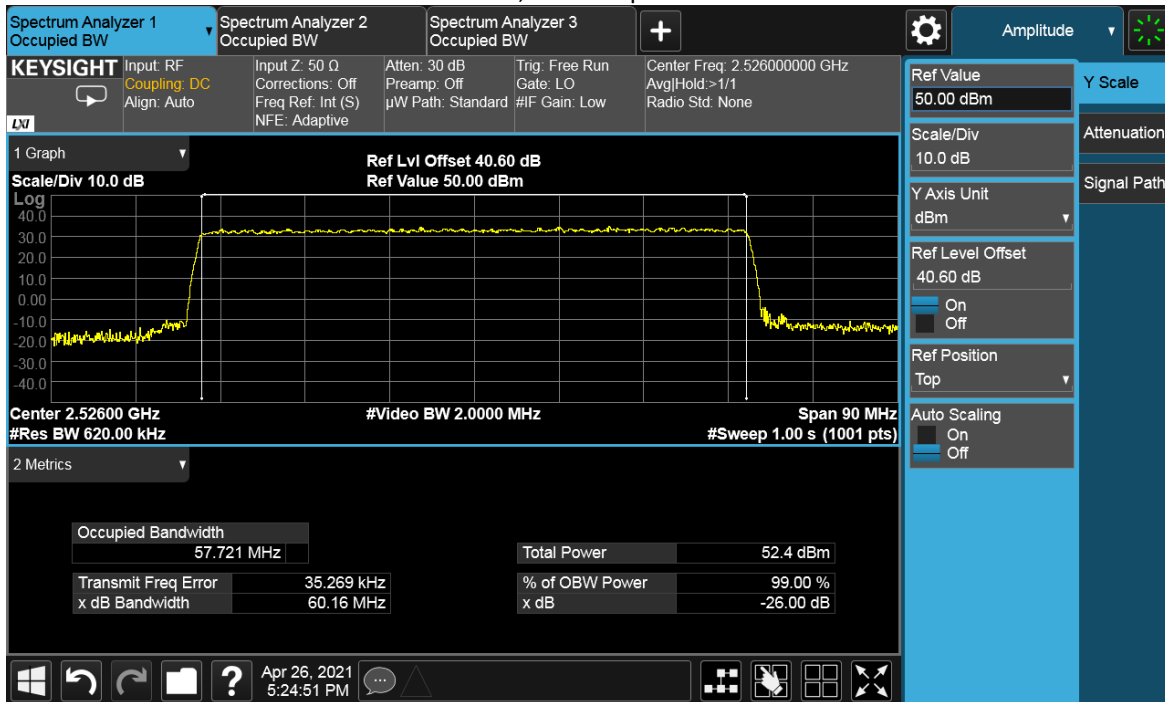 Spectrum Analyzer 1
Occupied BW
Spectrum Analyzer 2
Occupied BW
Spectrum Analyzer 3
Occupied BW
+
Amplitude
KEYSIGHT
LXI
Input: RF
Coupling: DC
Align: Auto
Input Z: 50 Ω
Corrections: Off
Freq Ref: Int (S)
NFE: Adaptive
Atten: 30 dB
Preamp: Off
µW Path: Standard
Trig: Free Run
Gate: LO
#IF Gain: Low
Center Freq: 2.526000000 GHz
Avg|Hold:>1/1
Radio Std: None
1 Graph
Scale/Div 10.0 dB
Ref Lvl Offset 40.60 dB
Ref Value 50.00 dBm
Log
40.0
30.0
20.0
10.0
0.00
-10.0
-20.0
-30.0
-40.0
Center 2.52600 GHz
#Res BW 620.00 kHz
#Video BW 2.0000 MHz
Span 90 MHz
#Sweep 1.00 s (1001 pts)
2 Metrics
Occupied Bandwidth
57.721 MHz
Total Power 52.4 dBm
Transmit Freq Error 35.269 kHz
% of OBW Power 99.00 %
x dB Bandwidth 60.16 MHz
x dB -26.00 dB
Ref Value
50.00 dBm
Scale/Div
10.0 dB
Y Axis Unit
dBm
Ref Level Offset
40.60 dB
On
Off
Ref Position
Top
Auto Scaling
On
Off
Y Scale
Attenuation
Signal Path
?
Apr 26, 2021
5:24:51 PM